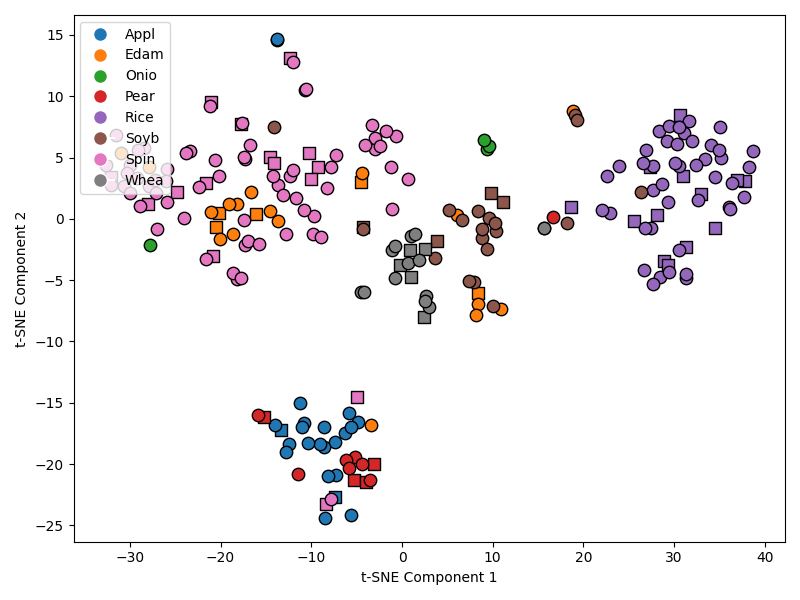 Appl
Edam
Onio
Pear
Rice
Soyb
Spin
Whea
15
10
5
0
−5
−10
−15
−20
−25
t-SNE Component 2
−30
−20
−10
0
10
20
30
40
t-SNE Component 1